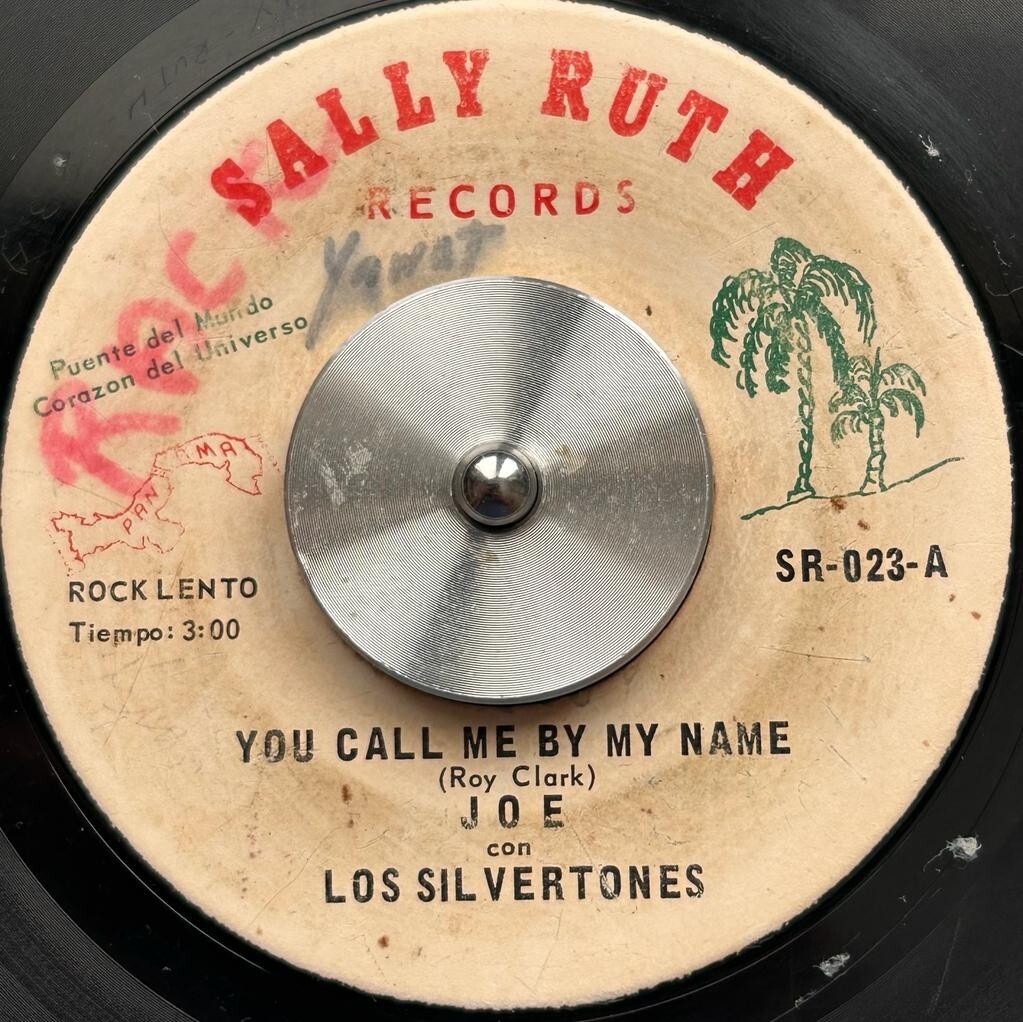 SALLY RUTH
RECORDS
Puente del Mundo
Corazon del Universo
PANAMA
ROCK LENTO
Tiempo: 3:00
SR-023-A
YOU CALL ME BY MY NAME
(Roy Clark)
JOE
con
LOS SILVERTONES